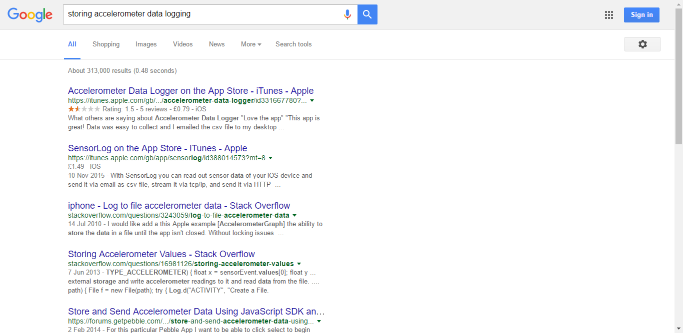 Google
storing accelerometer data logging
Sign in
All Shopping Images Videos News More Search tools
About 313,000 results (0.48 seconds)
Accelerometer Data Logger on the App Store - iTunes - Apple
https://itunes.apple.com/gb/.../accelerometer-data-logger/id331667780?...
Rating: 1.5 - 5 reviews - £0.79 - iOS
What others are saying about Accelerometer Data Logger "Love the app" "This app is
great! Data was easy to collect and I emailed the csv file to my desktop
SensorLog on the App Store - iTunes - Apple
https://itunes.apple.com/gb/app/sensorlog/id388014573?mt=8
£1.49 - iOS
10 Nov 2015 - With SensorLog you can read out sensor data of your iOS device and
send it via email as csv file, stream it via tcp/ip, and send it via HTTP ...
iphone - Log to file accelerometer data - Stack Overflow
stackoverflow.com/questions/3243059/log-to-file-accelerometer-data
14 Jul 2010 - I would like add a this Apple example [AccelerometerGraph] the ability to
store the data in a file until the app isn't closed. Without locking issues. ...
Storing Accelerometer Values - Stack Overflow
stackoverflow.com/questions/16981126/storing-accelerometer-values
7 Jun 2013 - TYPE_ACCELEROMETER) { float x = sensorEvent.values[0]; float y ...
external storage and write accelerometer readings to it and read data from the file. ... ...
path) { File f = new File(path); try { Log.d("ACTIVITY", "Create a File.
Store and Send Accelerometer Data Using JavaScript SDK an...
https://forums.getpebble.com/.../store-and-send-accelerometer-data-using...
2 Feb 2014 - For this particular Pebble App I want to be able to click select to begin